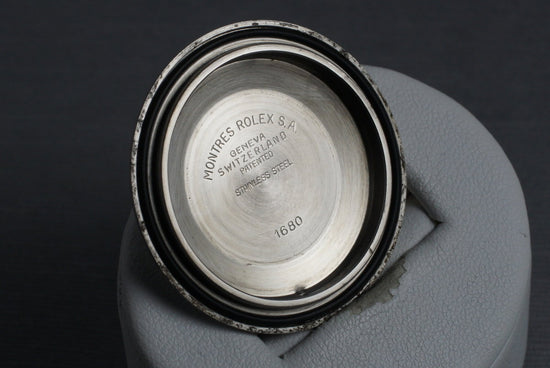 MONTRES ROLEX S.A.
GENEVA
SWITZERLAND
PATENTED
STAINLESS STEEL
1680